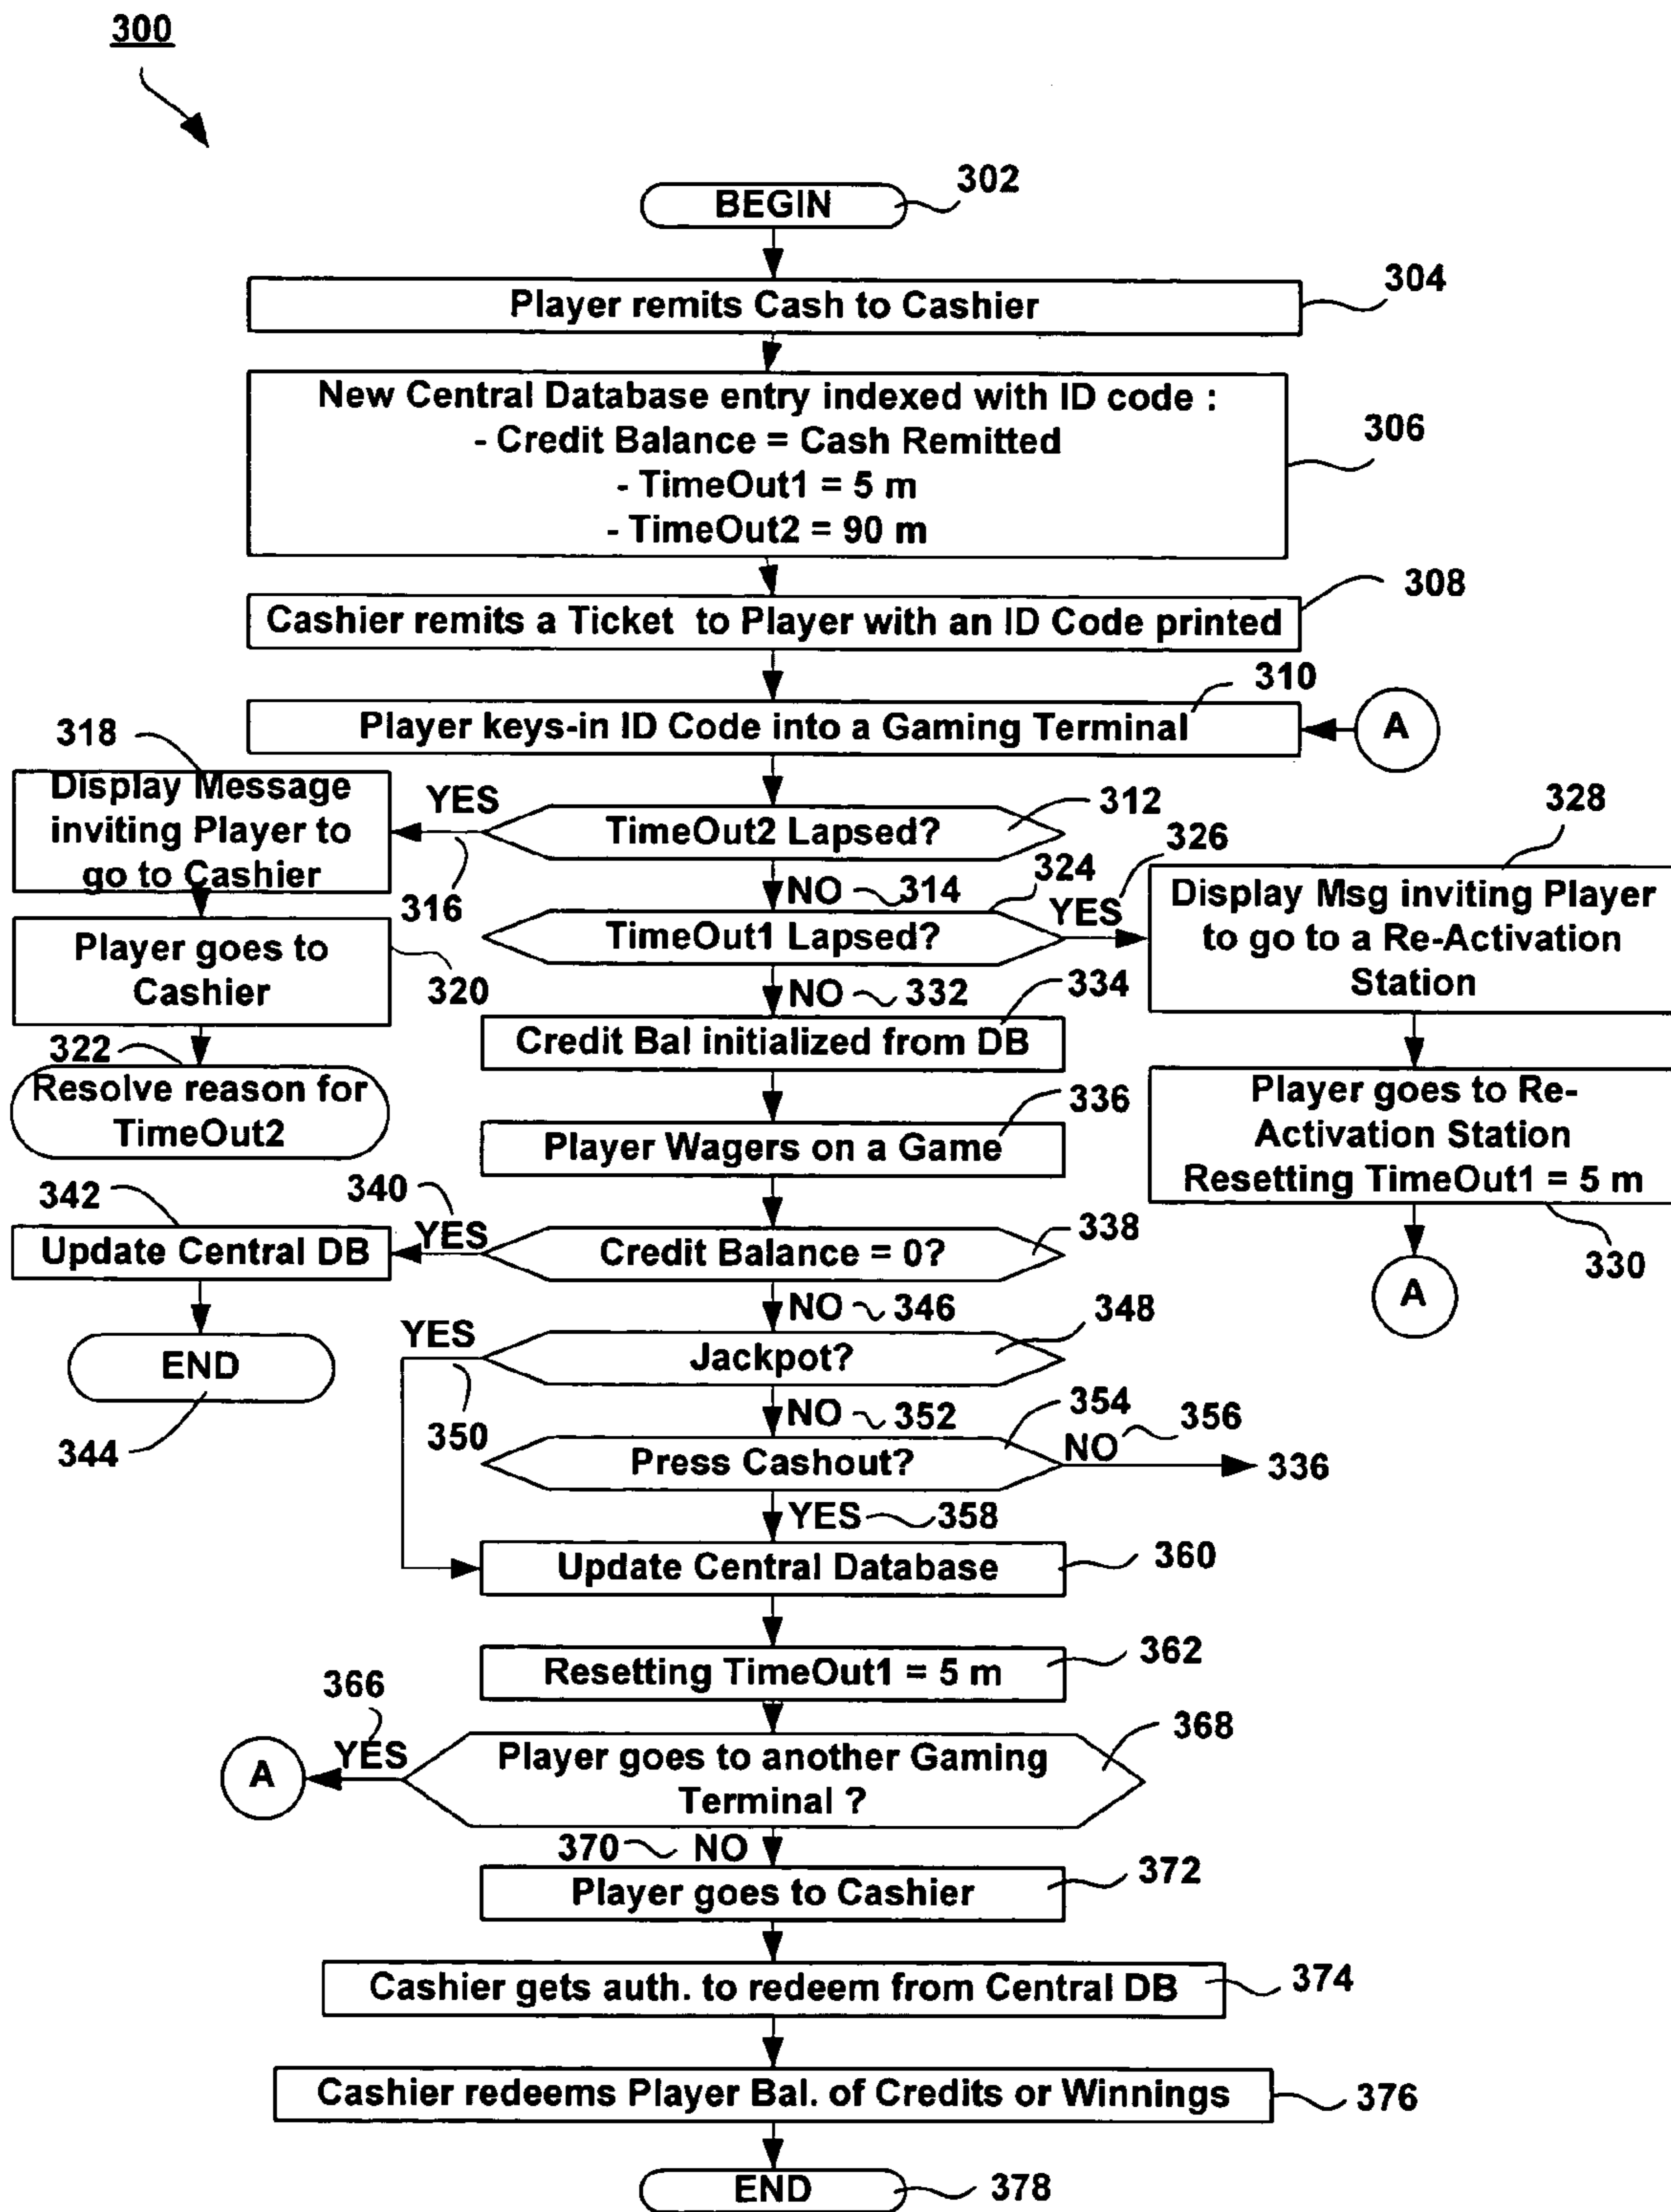 300
BEGIN
302
Player remits Cash to Cashier
304
New Central Database entry indexed with ID code :
- Credit Balance = Cash Remitted
- TimeOut1 = 5 m
- TimeOut2 = 90 m
306
Cashier remits a Ticket to Player with an ID Code printed
308
Player keys-in ID Code into a Gaming Terminal
310
A
318
Display Message
inviting Player to
go to Cashier
YES
316
TimeOut2 Lapsed?
312
NO 314
324
TimeOut1 Lapsed?
326
YES
328
Display Msg inviting Player
to go to a Re-Activation
Station
Player goes to
Cashier
320
322
Resolve reason for
TimeOut2
NO 332
334
Credit Bal initialized from DB
336
Player Wagers on a Game
Player goes to Re-
Activation Station
Resetting TimeOut1 = 5 m
330
A
342
340
Update Central DB
YES
Credit Balance = 0?
338
END
344
NO 346
YES
350
Jackpot?
348
NO 352
354
Press Cashout?
356
NO
336
YES 358
Update Central Database
360
Resetting TimeOut1 = 5 m
362
366
A
YES
Player goes to another Gaming
Terminal ?
368
370 NO
Player goes to Cashier
372
Cashier gets auth. to redeem from Central DB
374
Cashier redeems Player Bal. of Credits or Winnings
376
END
378